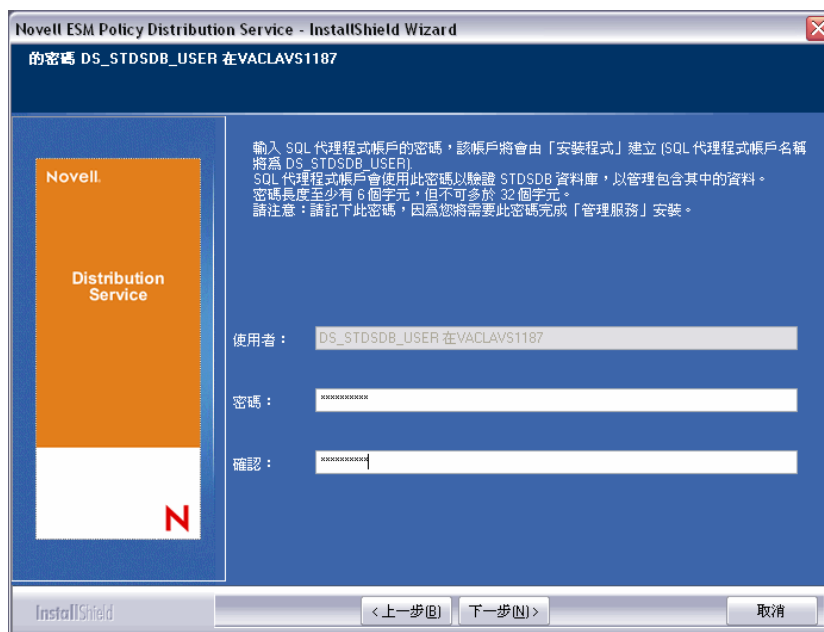 Novell ESM Policy Distribution Service - InstallShield Wizard
的密碼 DS_STDSDB_USER 在VACLAVS1187
輸入 SQL 代理程式帳戶的密碼，該帳戶將會由「安裝程式」建立 (SQL 代理程式帳戶名稱
將為 DS_STDSDB_USER).
SQL 代理程式帳戶會使用此密碼以驗證 STDSDB 資料庫，以管理包含其中的資料。
密碼長度至少有 6 個字元，但不可多於 32 個字元。
請注意：請記下此密碼，因為您將需要此密碼完成「管理服務」安裝。
Novell.
Distribution
Service
使用者：
DS_STDSDB_USER 在VACLAVS1187
密碼：
**********
確認：
**********
N
InstallShield
<上一步(B)
下一步(N)>
取消